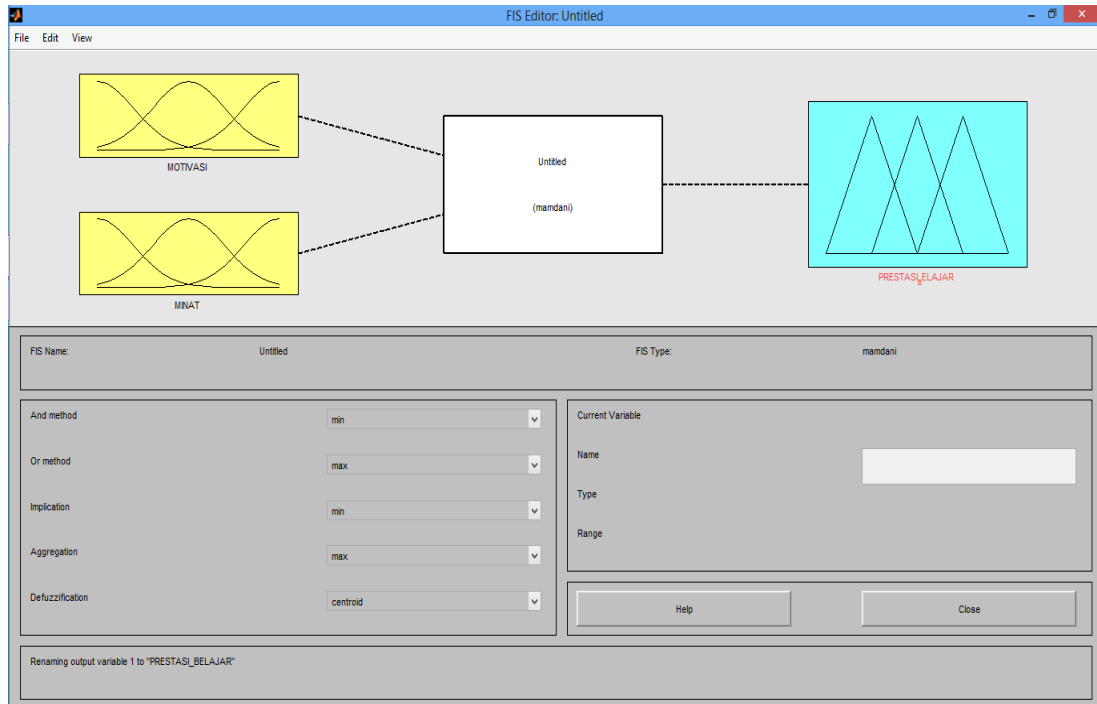 FIS Editor: Untitled
File Edit View
MOTIVASI
MINAT
Untitled
(mamdani)
PRESTASIBELAJAR
FIS Name: Untitled FIS Type: mamdani
And method min
Or method max
Implication min
Aggregation max
Defuzzification centroid
Current Variable
Name
Type
Range
Help Close
Renaming output variable 1 to "PRESTASI_BELAJAR"